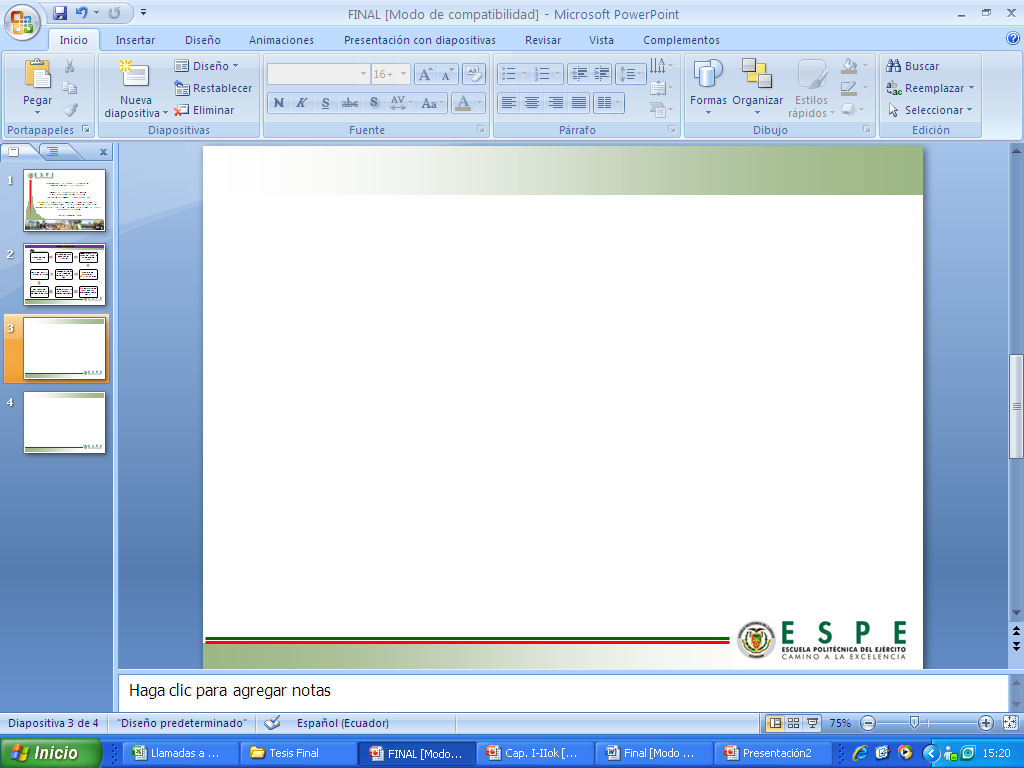 FINAL [Modo de compatibilidad] - Microsoft PowerPoint
Inicio Insertar Diseño Animaciones Presentación con diapositivas Revisar Vista Complementos
Pegar
Portapapeles
Nueva
diapositiva
Diseño
Restablecer
Eliminar
Diapositivas
16
N K S abc S AV Aa A
Fuente
Párrafo
Formas Organizar Estilos
rápidos
Dibujo
Buscar
Reemplazar
Seleccionar
Edición
1
2
3
4
E S P E
ESCUELA POLITÉCNICA DEL EJÉRCITO
CAMINO A LA EXCELENCIA
Haga clic para agregar notas
Diapositiva 3 de 4 "Diseño predeterminado" Español (Ecuador) 75%
Inicio Llamadas a ... Tesis Final FINAL [Modo... Cap. I-IIok [... Final [Modo ... Presentación2 15:20